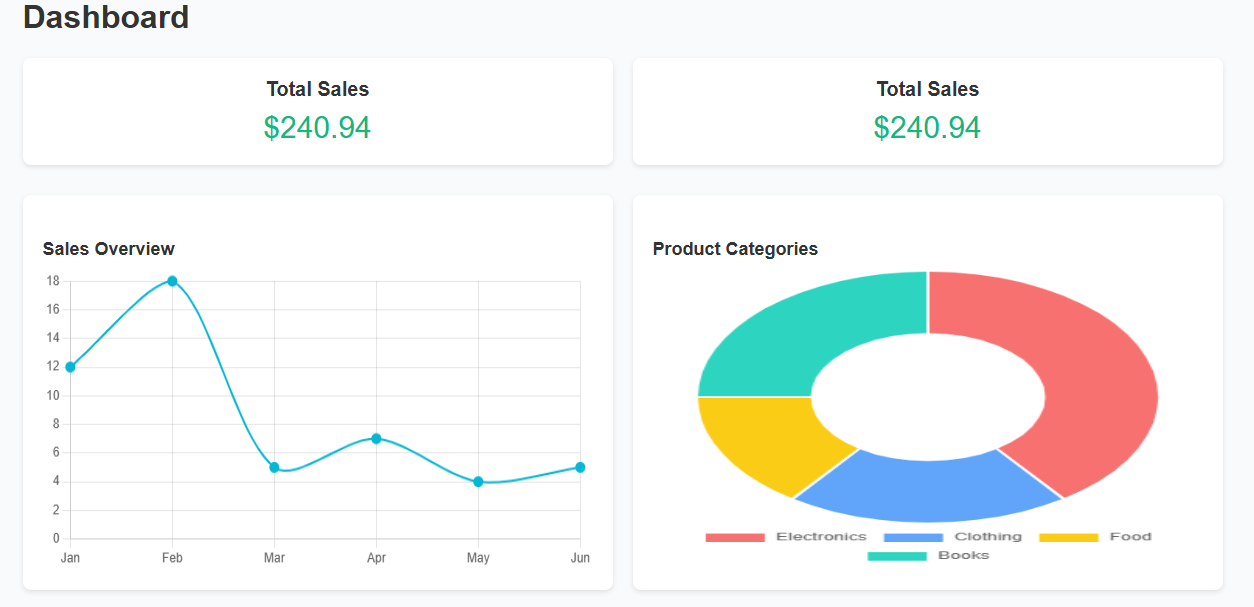 Dashboard
Total Sales
$240.94
Total Sales
$240.94
Sales Overview
18
16
14
12
10
8
6
4
2
0
Jan Feb Mar Apr May Jun
Product Categories
Electronics Clothing Food
Books